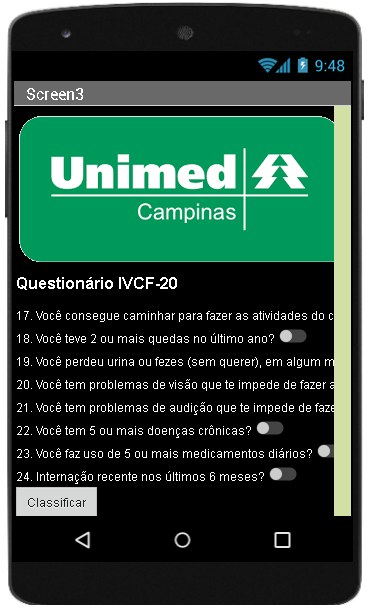 9:48
Screen3
Unimed
Campinas
Questionário IVCF-20
17. Você consegue caminhar para fazer as atividades do c
18. Você teve 2 ou mais quedas no último ano?
19. Você perdeu urina ou fezes (sem querer), em algum m
20. Você tem problemas de visão que te impede de fazer a
21. Você tem problemas de audição que te impede de faze
22. Você tem 5 ou mais doenças crônicas?
23. Você faz uso de 5 ou mais medicamentos diários?
24. Internação recente nos últimos 6 meses?
Classificar